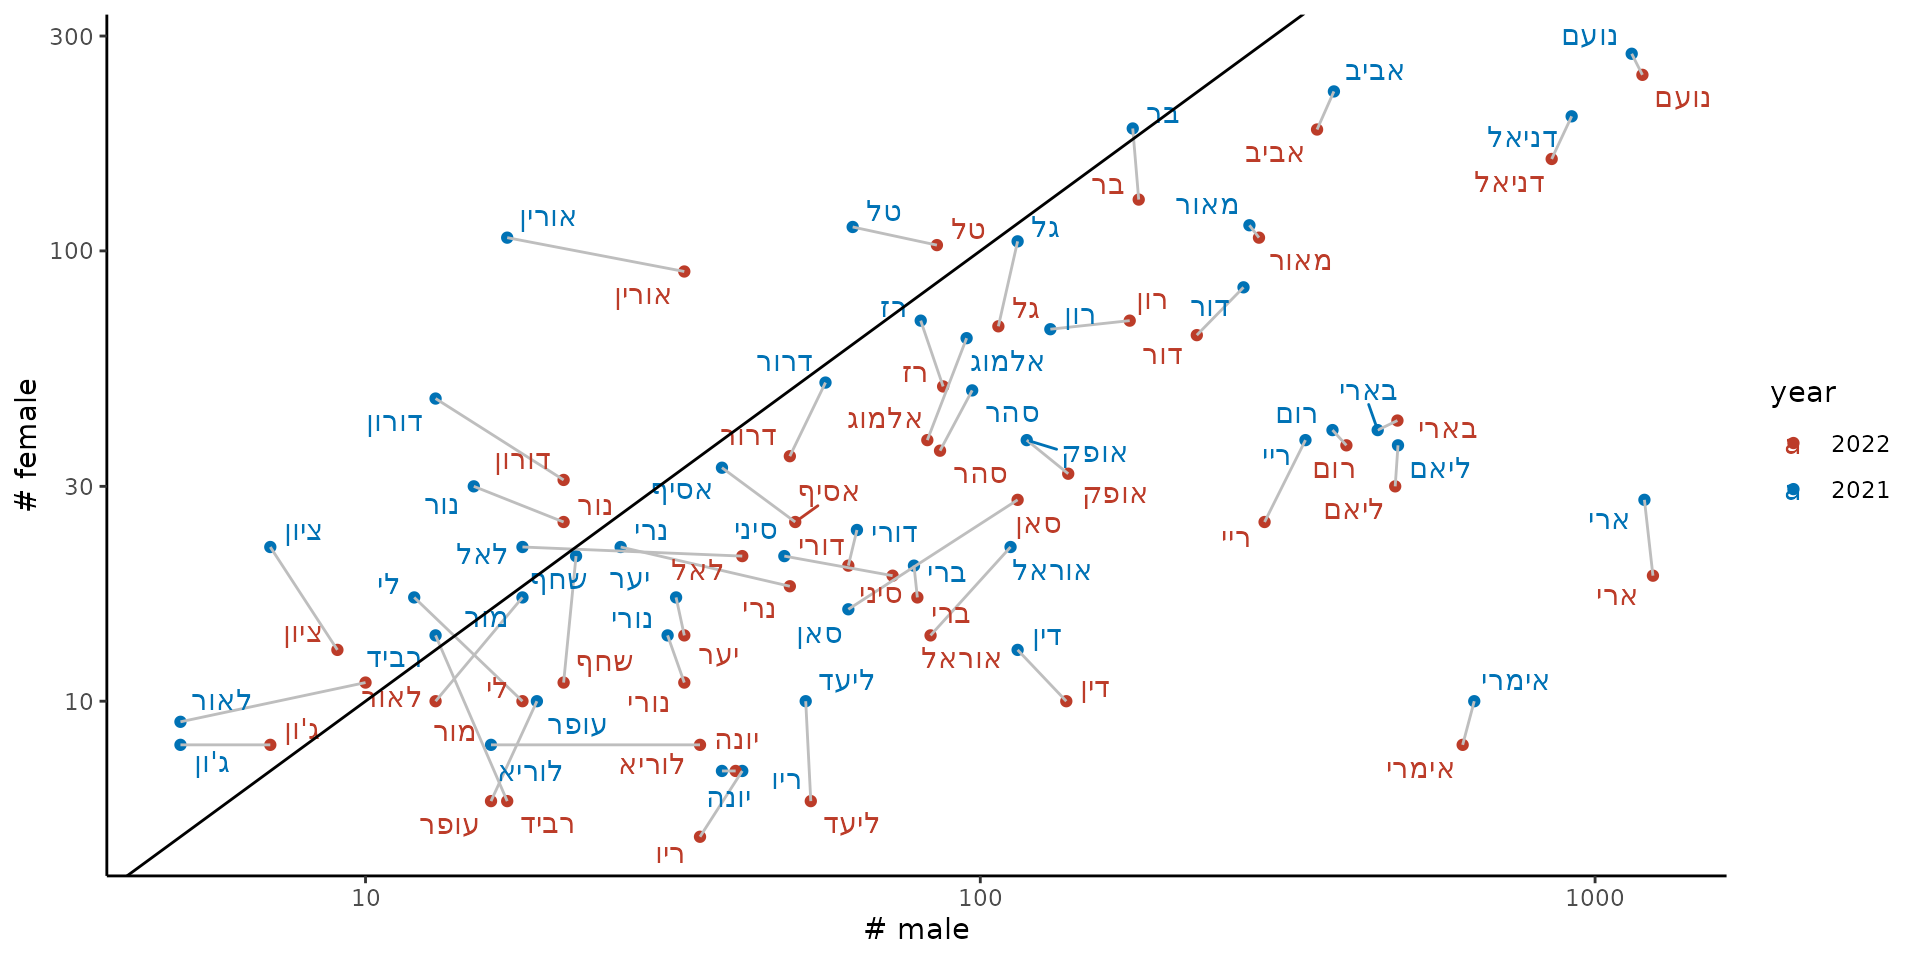 300
נועם
אביב
נועם
בר
דניאל
אביב
דניאל
בר
מאור
טל
אורין
גל
טל
100
מאור
אורין
רון
דור
רז
גל
רון
דור
דרור
אלמוג
רז
בארי
סהר
רום
דורון
אלמוג
בארי
דרור
אופק
ריי
דורון
רום
ליאם
סהר
30
אסיף
אסיף
אופק
נור
נור
ליאם
ארי
סאן
ציון
נרי
סיני
דורי
ריי
דורי
לאל
לאל
ברי
אוראל
שחף
יער
לי
סיני
ארי
נרי
ברי
מור
נורי
ציון
סאן
דין
רביד
יער
אוראל
שחף
לי
ליעד
אימרי
דין
לאור
לאור
10
נורי
עופר
ג'ון
מור
יונה
ג'ון
לוריא
לוריא
אימרי
ריו
יונה
עופר
רביד
ליעד
ריו
10
100
1000
# male
# female
year
a 2022
a 2021